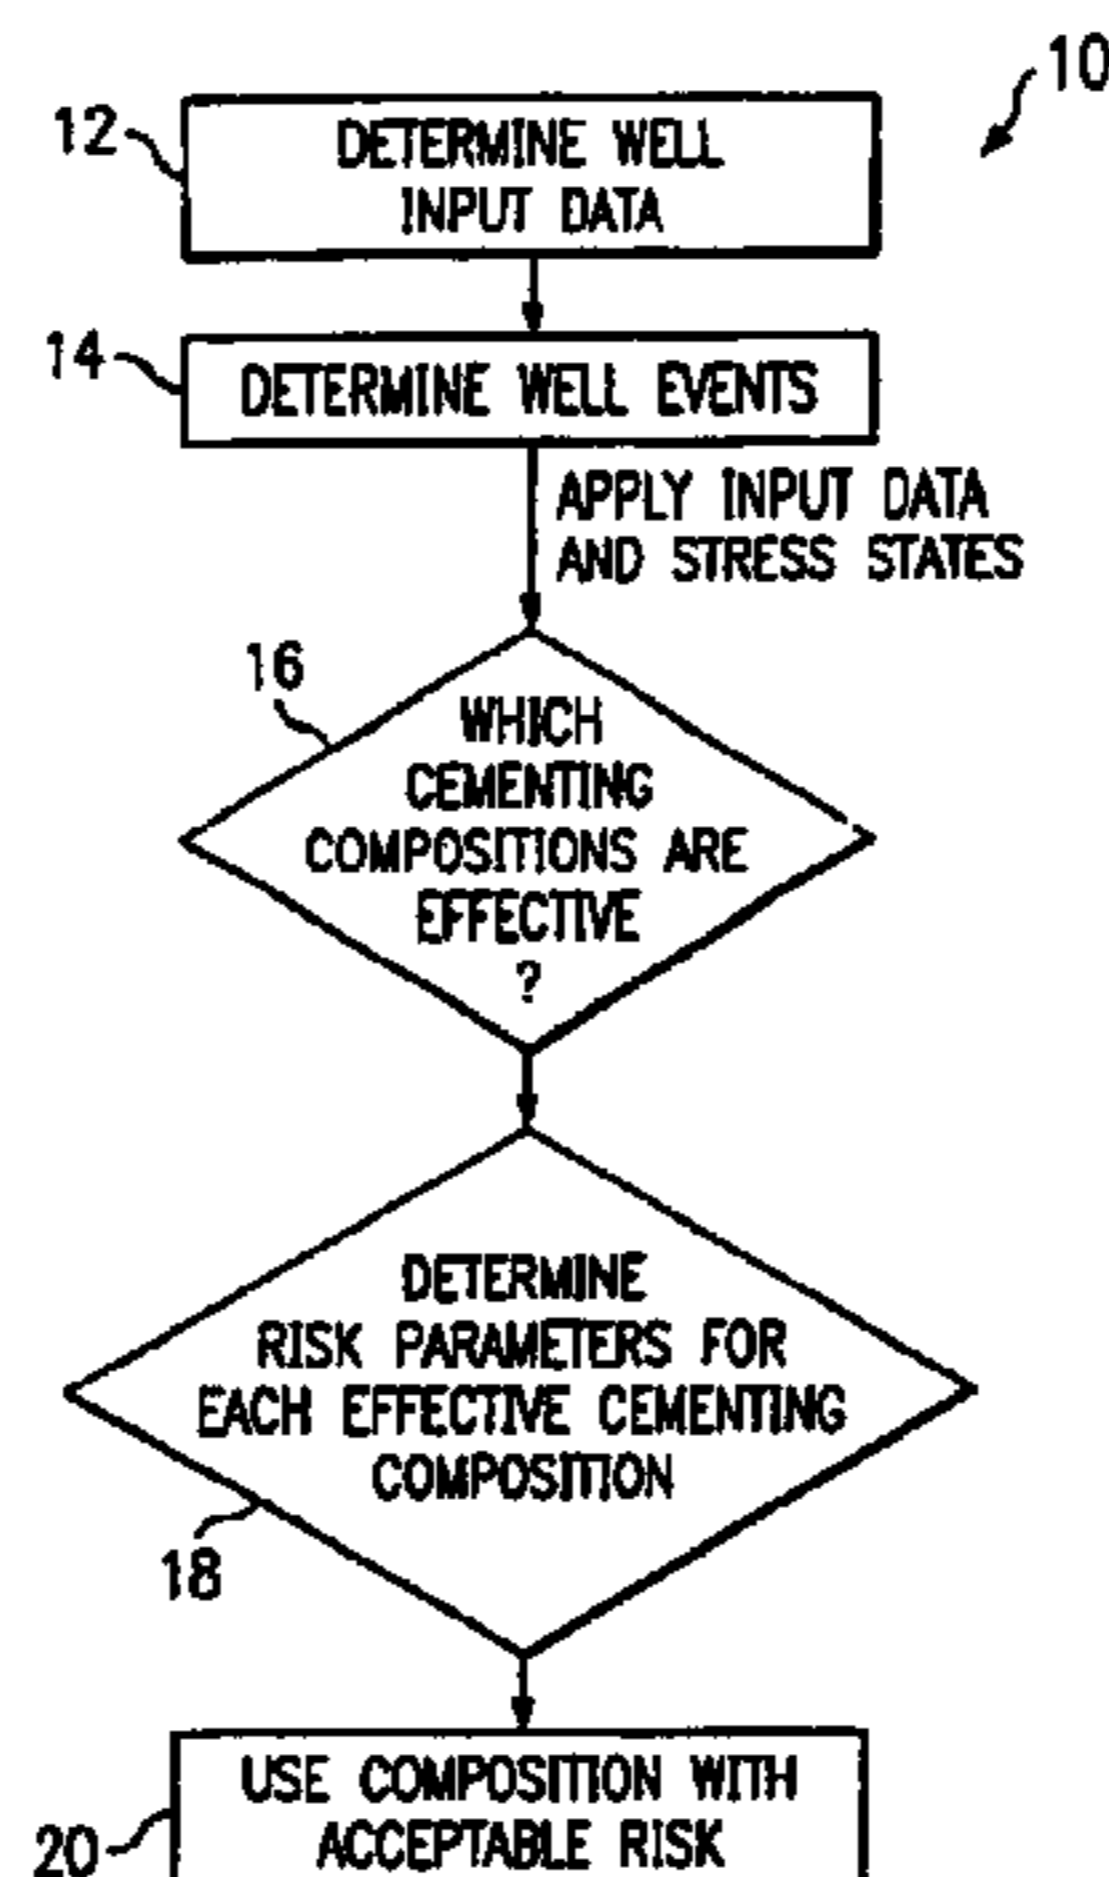 10
12
DETERMINE WELL
INPUT DATA
14
DETERMINE WELL EVENTS
APPLY INPUT DATA
AND STRESS STATES
16
WHICH
CEMENTING
COMPOSITIONS ARE
EFFECTIVE
?
DETERMINE
RISK PARAMETERS FOR
EACH EFFECTIVE CEMENTING
COMPOSITION
18
USE COMPOSITION WITH
ACCEPTABLE RISK
20